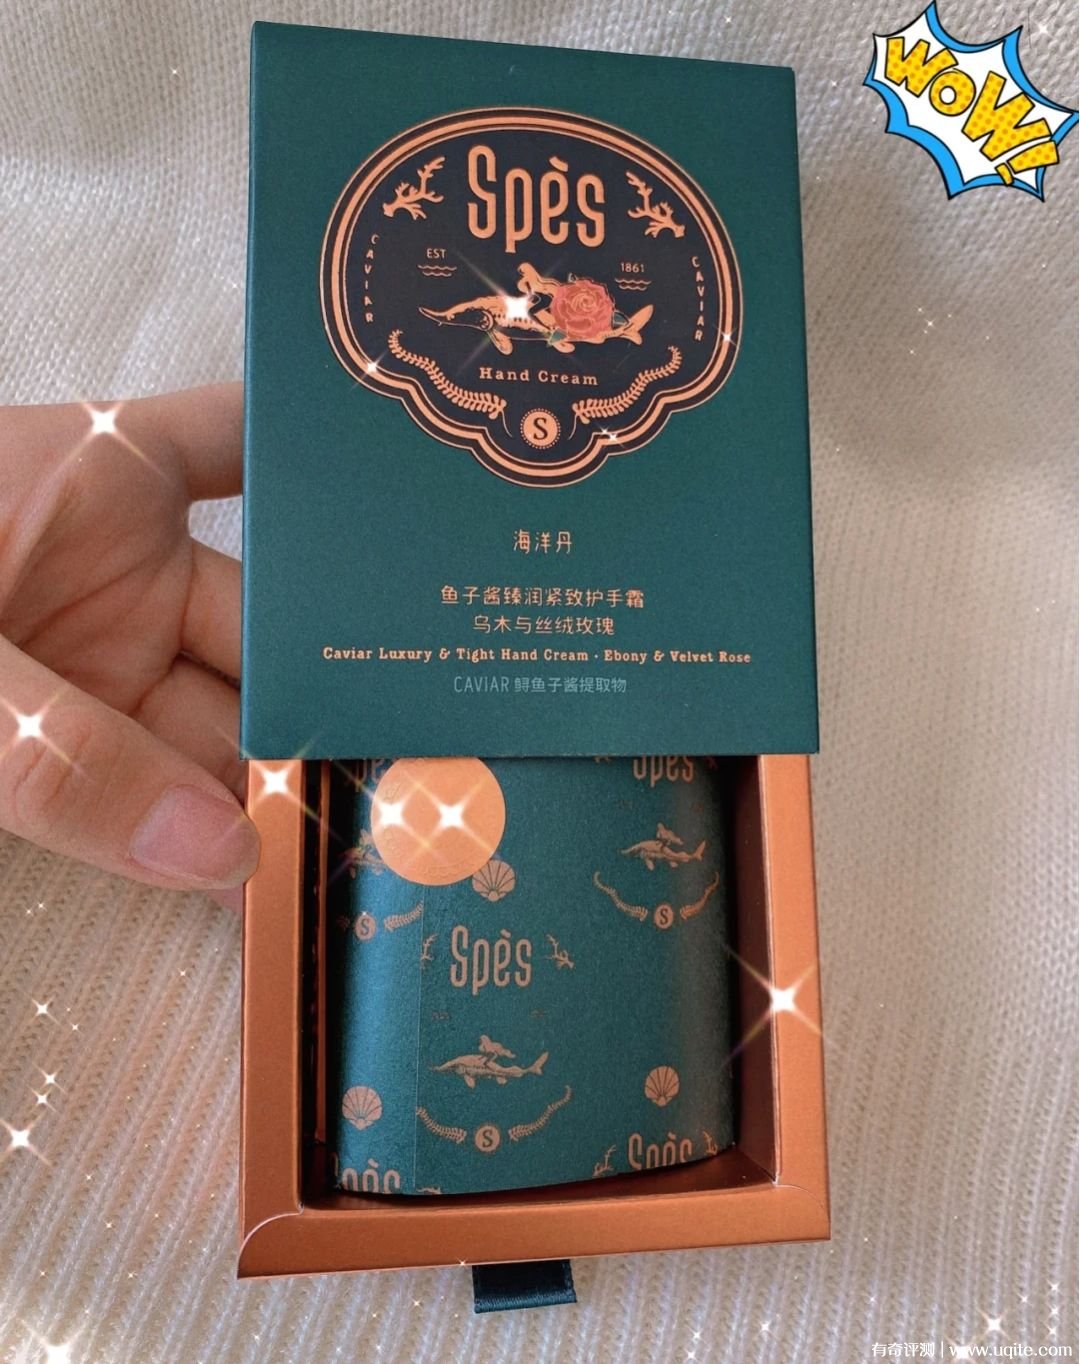 WOW!
Spès
CAVIAR
CAVIAR
EST
1861
Hand Cream
S
海洋丹
鱼子酱臻润紧致护手霜
乌木与丝绒玫瑰
Caviar Luxury & Tight Hand Cream · Ebony & Velvet Rose
CAVIAR 鲟鱼子酱提取物
Spès
S
S
Spès
S
Spès
有奇评测 | www.uqite.com